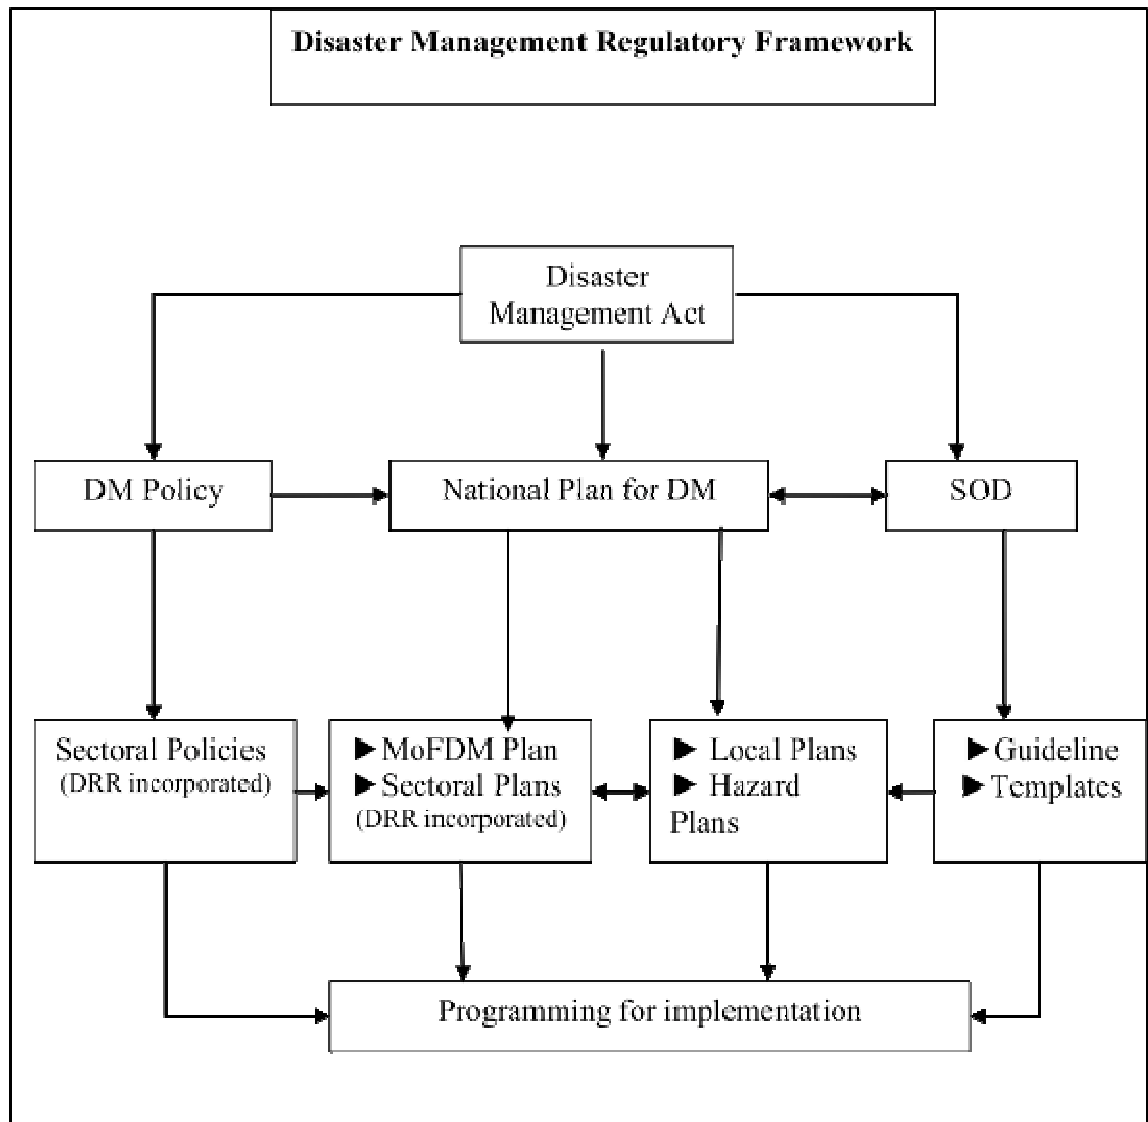 Disaster Management Regulatory Framework
Disaster
Management Act
DM Policy
National Plan for DM
SOD
Sectoral Policies
(DRR incorporated)
►MoFDM Plan
►Sectoral Plans
(DRR incorporated)
► Local Plans
► Hazard
Plans
►Guideline
►Templates
Programming for implementation